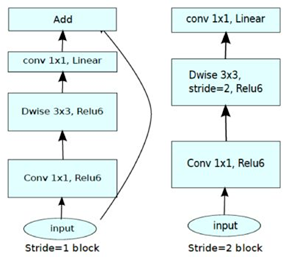 Add
conv 1x1, Linear
Dwise 3x3, Relu6
Conv 1x1, Relu6
input
Stride=1 block
conv 1x1, Linear
Dwise 3x3,
stride=2, Relu6
Conv 1x1, Relu6
input
Stride=2 block